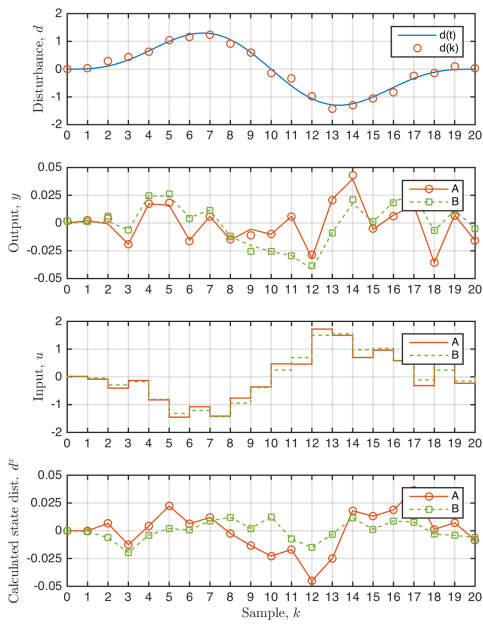 2
1
0
-1
-2
Disturbance, d
d(t)
d(k)
0 1 2 3 4 5 6 7 8 9 10 11 12 13 14 15 16 17 18 19 20
0.05
0.025
0
-0.025
-0.05
Output, y
A
B
0 1 2 3 4 5 6 7 8 9 10 11 12 13 14 15 16 17 18 19 20
2
1
0
-1
-2
Input, u
A
B
0 1 2 3 4 5 6 7 8 9 10 11 12 13 14 15 16 17 18 19 20
0.05
0.025
0
-0.025
-0.05
Calculated state dist. dˣ
A
B
0 1 2 3 4 5 6 7 8 9 10 11 12 13 14 15 16 17 18 19 20
Sample, k